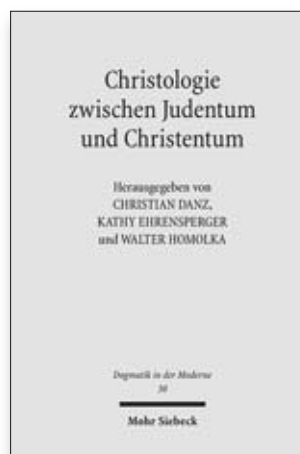 Christologie
zwischen Judentum
und Christentum
Herausgegeben von
CHRISTIAN DANZ,
KATHY EHRENSPERGER
und WALTER HOMOLKA
Dogmatik in der Moderne
30
Mohr Siebeck